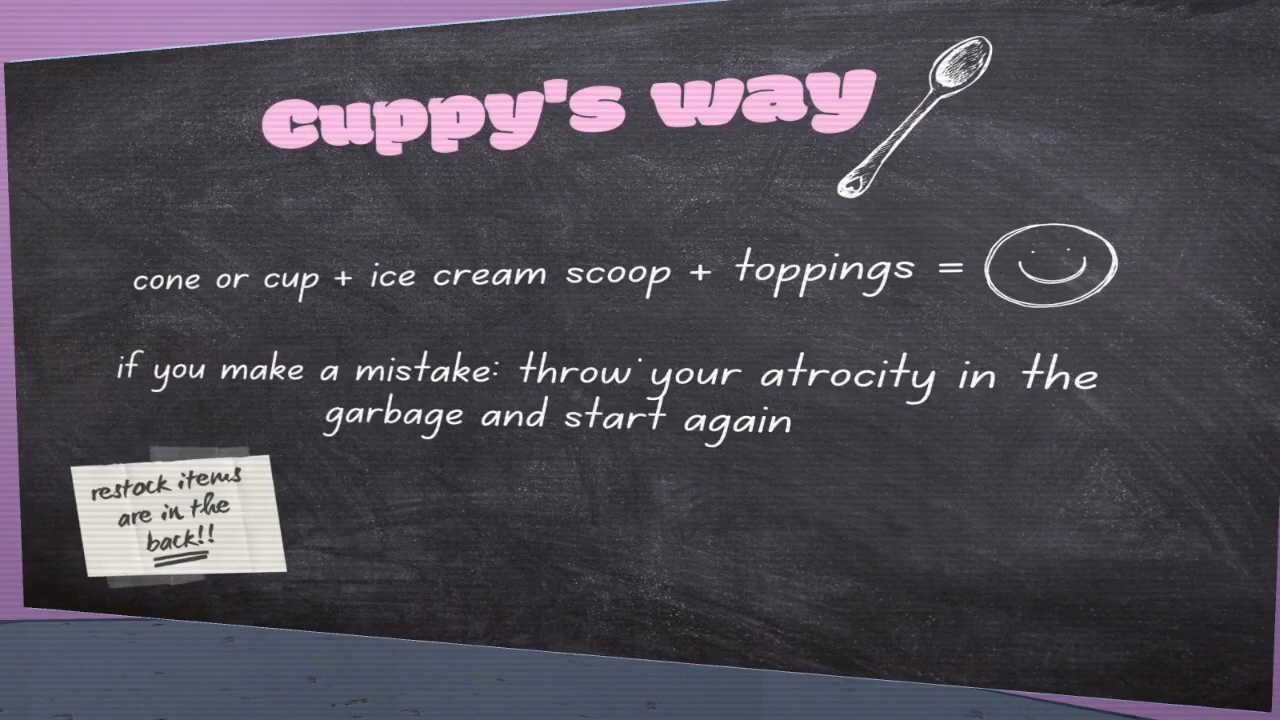 Cuppy's way
cone or cup + ice cream scoop + toppings =
if you make a mistake: throw your atrocity in the
garbage and start again
restock items
are in the
back!!